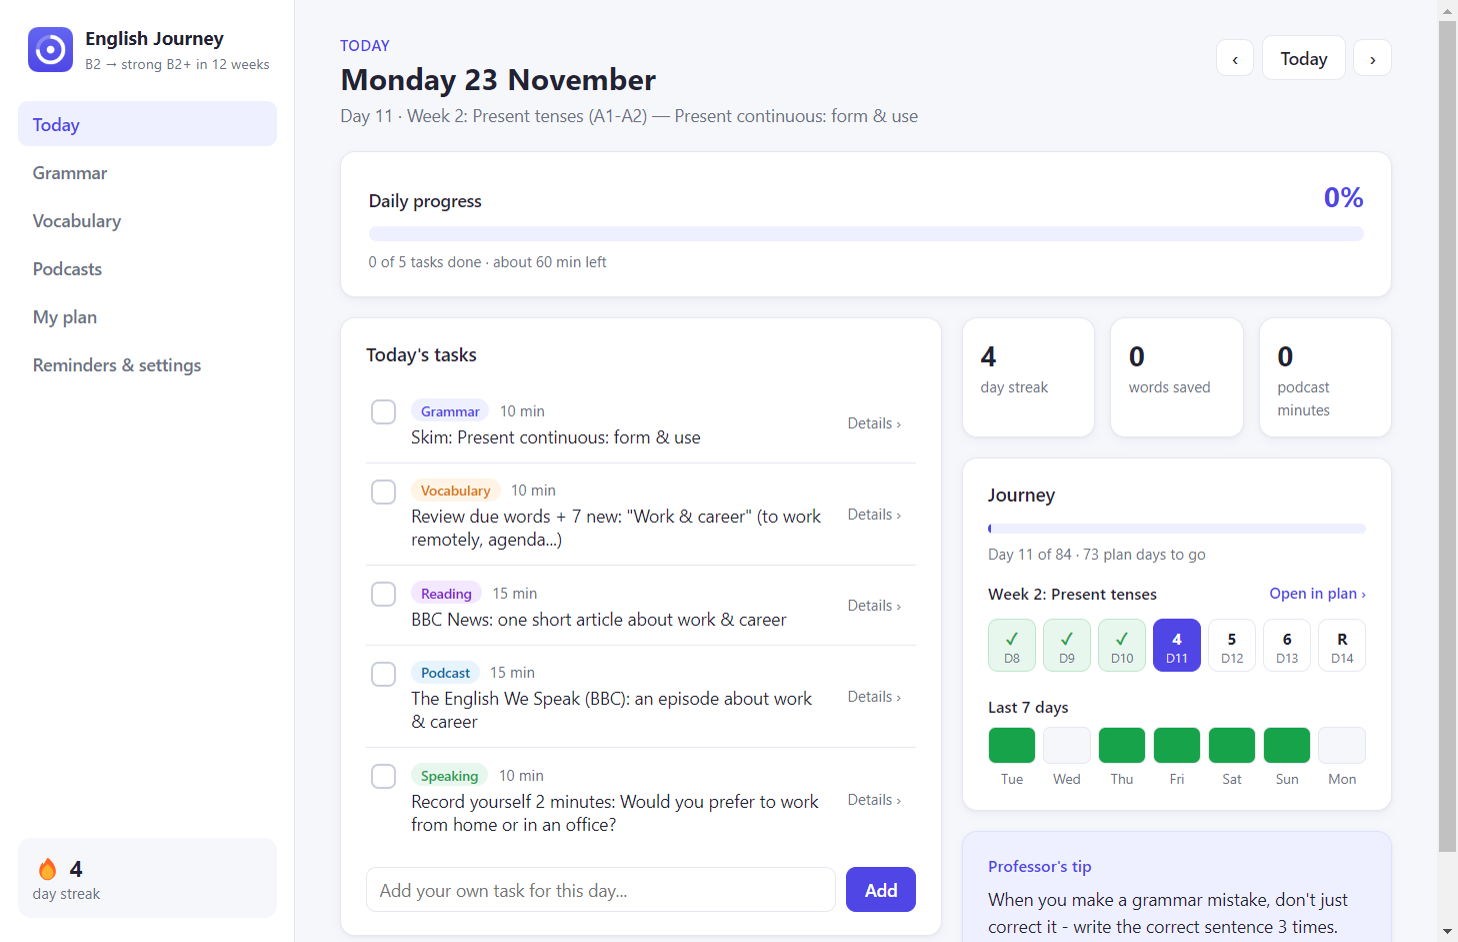 English Journey
B2 → strong B2+ in 12 weeks
Today
Grammar
Vocabulary
Podcasts
My plan
Reminders & settings
4
day streak
TODAY
Monday 23 November
Day 11 · Week 2: Present tenses (A1-A2) — Present continuous: form & use
‹
Today
›
Daily progress
0%
0 of 5 tasks done · about 60 min left
Today's tasks
Grammar 10 min
Skim: Present continuous: form & use
Details ›
Vocabulary 10 min
Review due words + 7 new: "Work & career" (to work
remotely, agenda...)
Details ›
Reading 15 min
BBC News: one short article about work & career
Details ›
Podcast 15 min
The English We Speak (BBC): an episode about work
& career
Details ›
Speaking 10 min
Record yourself 2 minutes: Would you prefer to work
from home or in an office?
Details ›
Add your own task for this day...
Add
4
day streak
0
words saved
0
podcast
minutes
Journey
Day 11 of 84 · 73 plan days to go
Week 2: Present tenses
Open in plan ›
✓ ✓ ✓ 4 5 6 R
D8 D9 D10 D11 D12 D13 D14
Last 7 days
Tue Wed Thu Fri Sat Sun Mon
Professor's tip
When you make a grammar mistake, don't just
correct it - write the correct sentence 3 times.